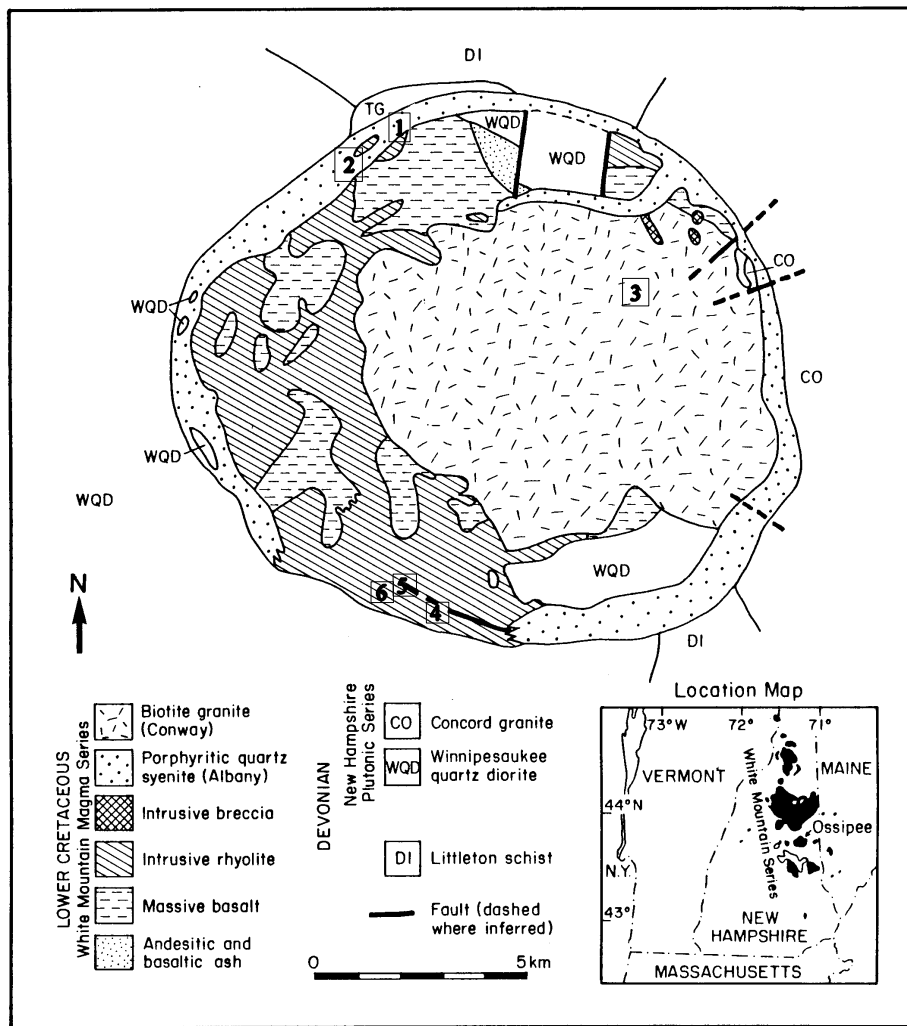 DI
TG
1
WQD
WQD
2
CO
3
WQD
CO
WQD
WQD
WQD
N
6
5
4
DI
LOWER CRETACEOUS
White Mountain Magma Series
Biotite granite
(Conway)
Porphyritic quartz
syenite (Albany)
Intrusive breccia
Intrusive rhyolite
Massive basalt
Andesitic and
basaltic ash
DEVONIAN
New Hampshire
Plutonic Series
CO Concord granite
WQD Winnipesaukee
quartz diorite
DI Littleton schist
Fault (dashed
where inferred)
0 5km
Location Map
73°W 72° 71°
VERMONT
White Mountain Series
MAINE
44°N
Ossipee
N.Y.
43°
NEW
HAMPSHIRE
MASSACHUSETTS